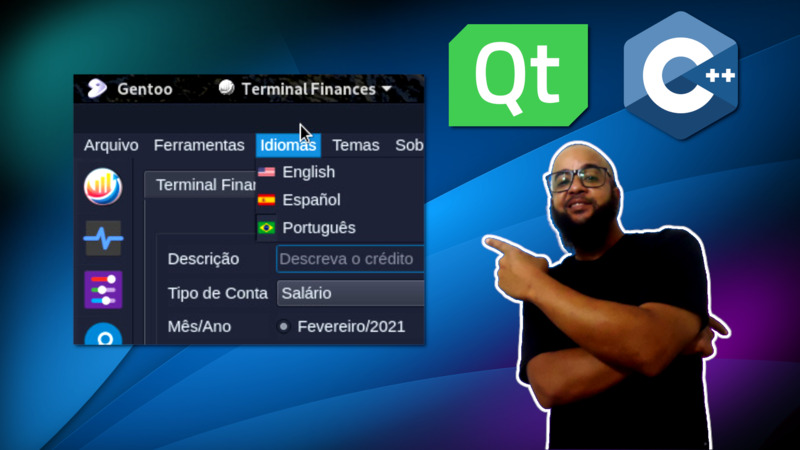 Gentoo Terminal Finances
Arquivo Ferramentas Idiomas Temas Sob
English
Español
Português
Terminal Finan
Descrição Descreva o crédito
Tipo de Conta Salário
Mês/Ano Fevereiro/2021
Qt
C++